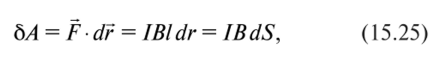 δA = F⃗ · dr⃗ = IBl dr = IB dS, (15.25)